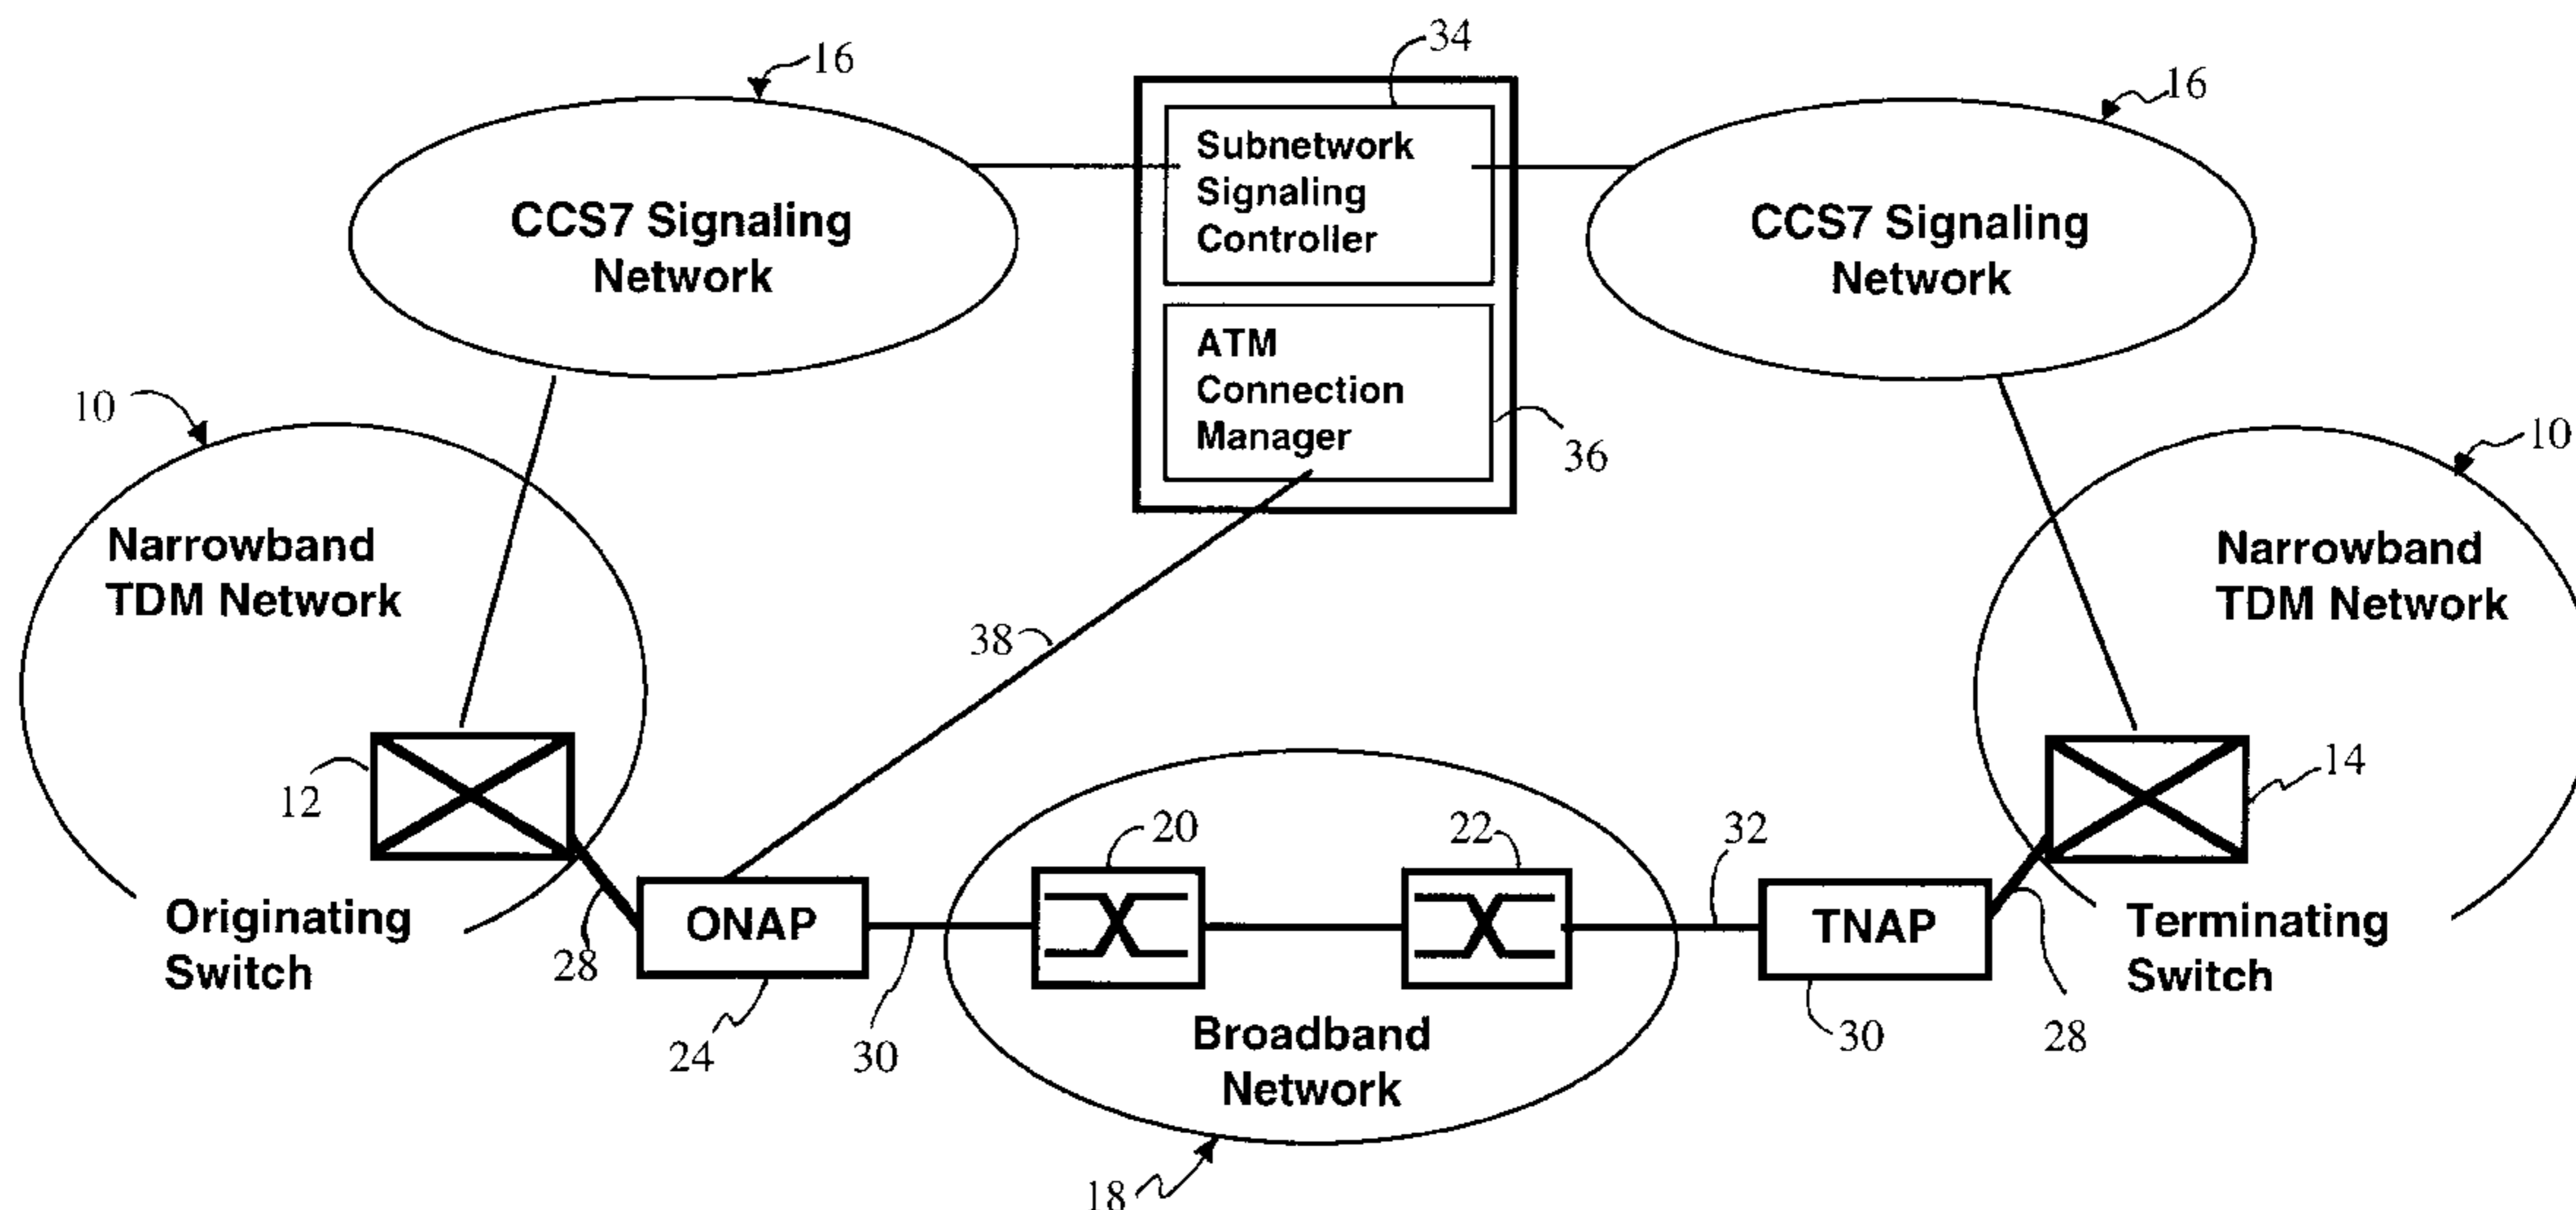 34
16
16
Subnetwork
Signaling
Controller
CCS7 Signaling
Network
CCS7 Signaling
Network
ATM
Connection
Manager
36
10
10
Narrowband
TDM Network
Narrowband
TDM Network
38
12
14
20
22
32
ONAP
TNAP
Originating
Switch
28
Terminating
Switch
28
24
30
30
Broadband
Network
18